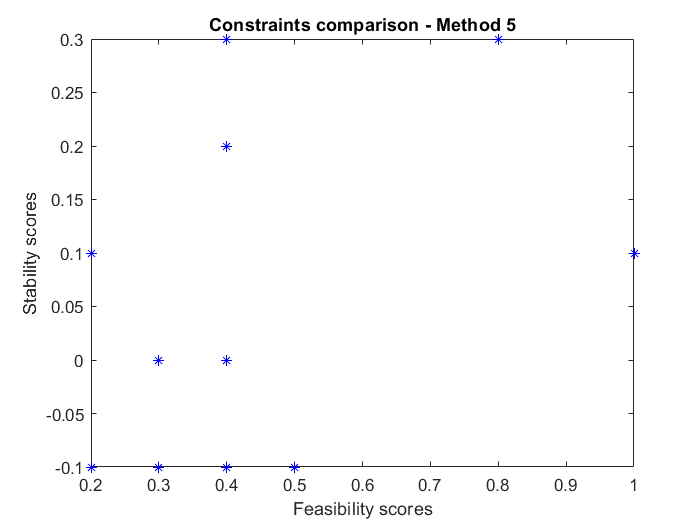 Constraints comparison - Method 5
0.3
0.25
0.2
0.15
0.1
0.05
0
-0.05
-0.1
Stability scores
0.2 0.3 0.4 0.5 0.6 0.7 0.8 0.9 1
Feasibility scores